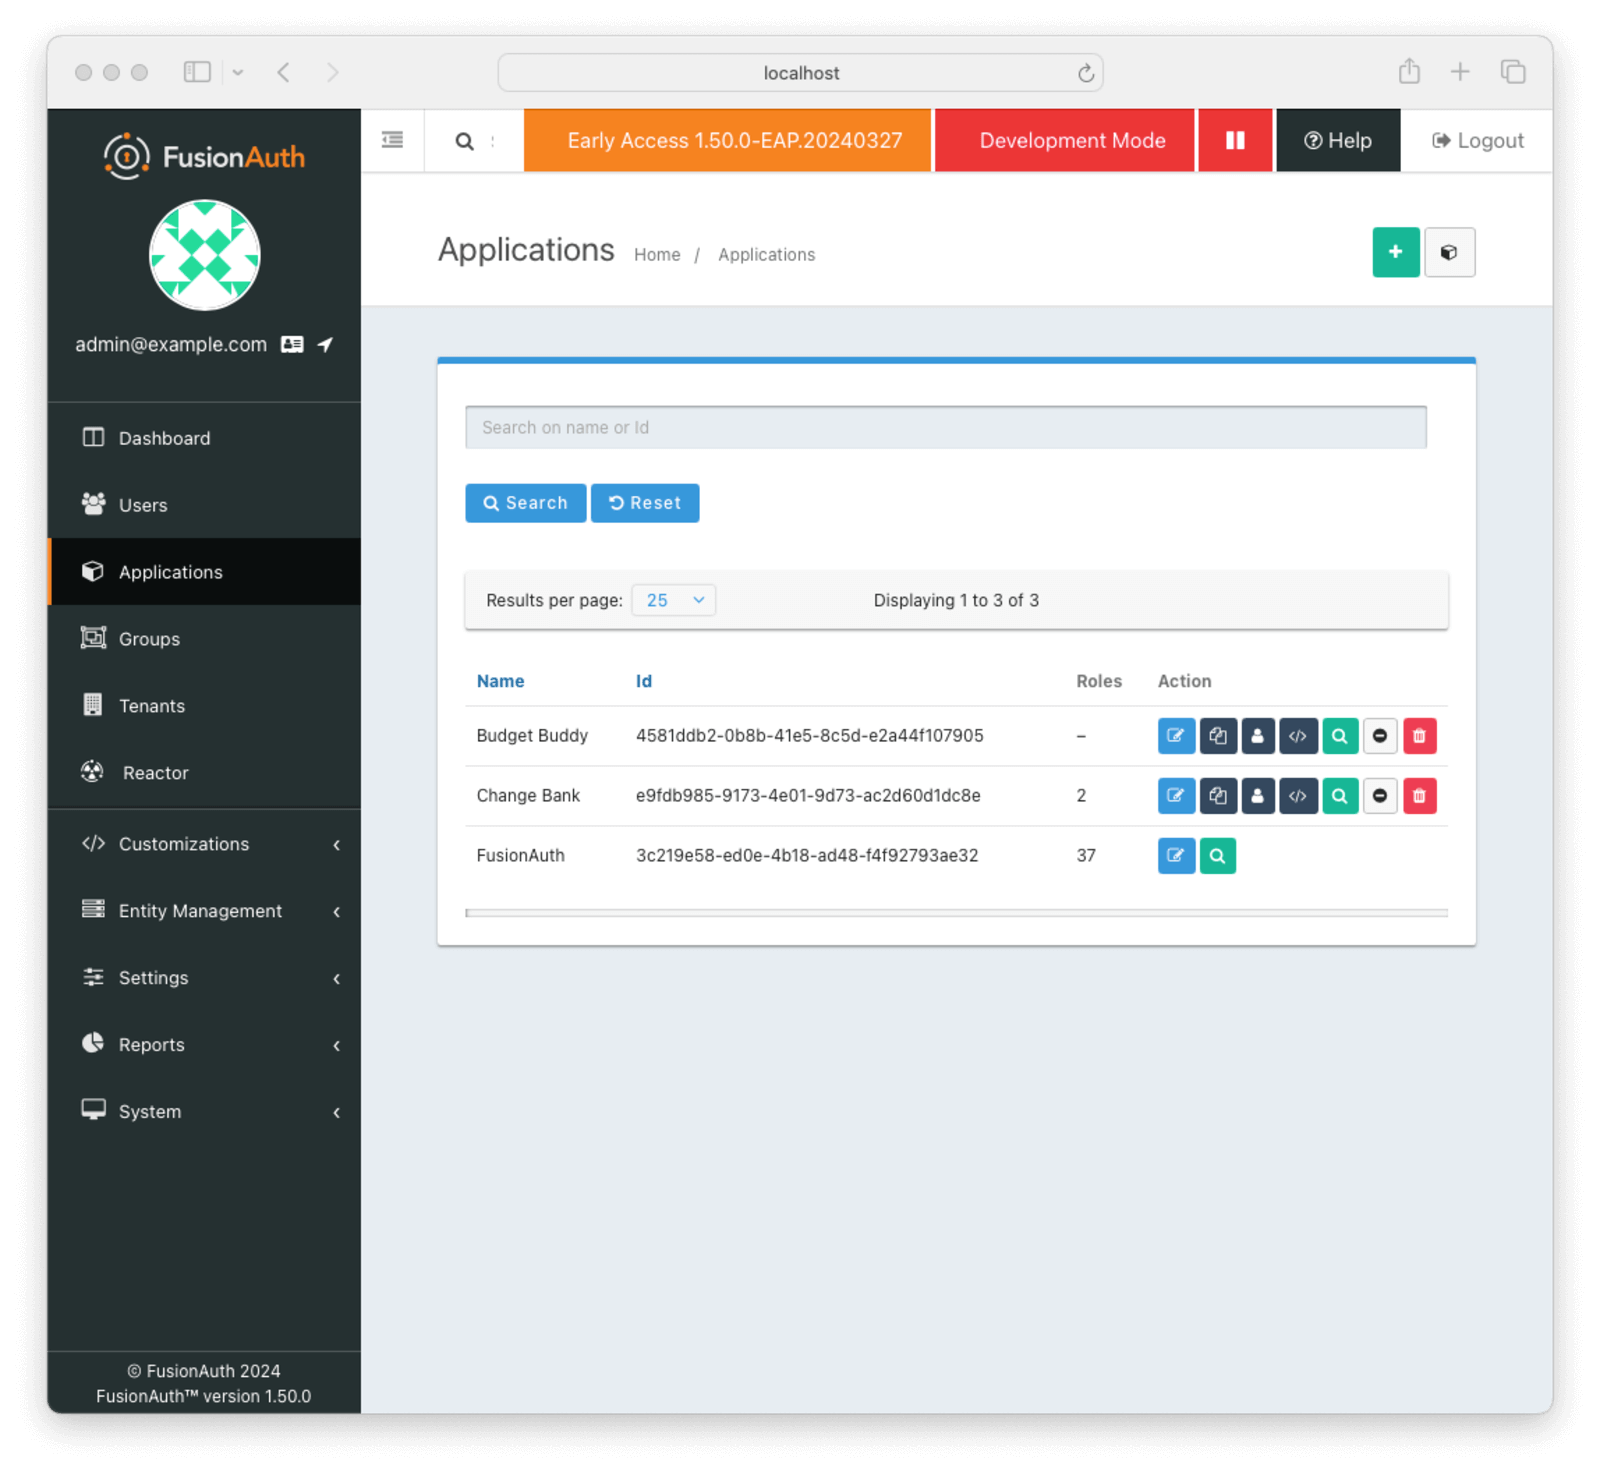 localhost
FusionAuth
Early Access 1.50.0-EAP.20240327
Development Mode
Help
Logout
admin@example.com
Dashboard
Users
Applications
Groups
Tenants
Reactor
Customizations
Entity Management
Settings
Reports
System
© FusionAuth 2024
FusionAuth™ version 1.50.0
Applications Home / Applications
Search on name or Id
Search Reset
Results per page: 25 Displaying 1 to 3 of 3
Name Id Roles Action
Budget Buddy 4581ddb2-0b8b-41e5-8c5d-e2a44f107905 –
Change Bank e9fdb985-9173-4e01-9d73-ac2d60d1dc8e 2
FusionAuth 3c219e58-ed0e-4b18-ad48-f4f92793ae32 37